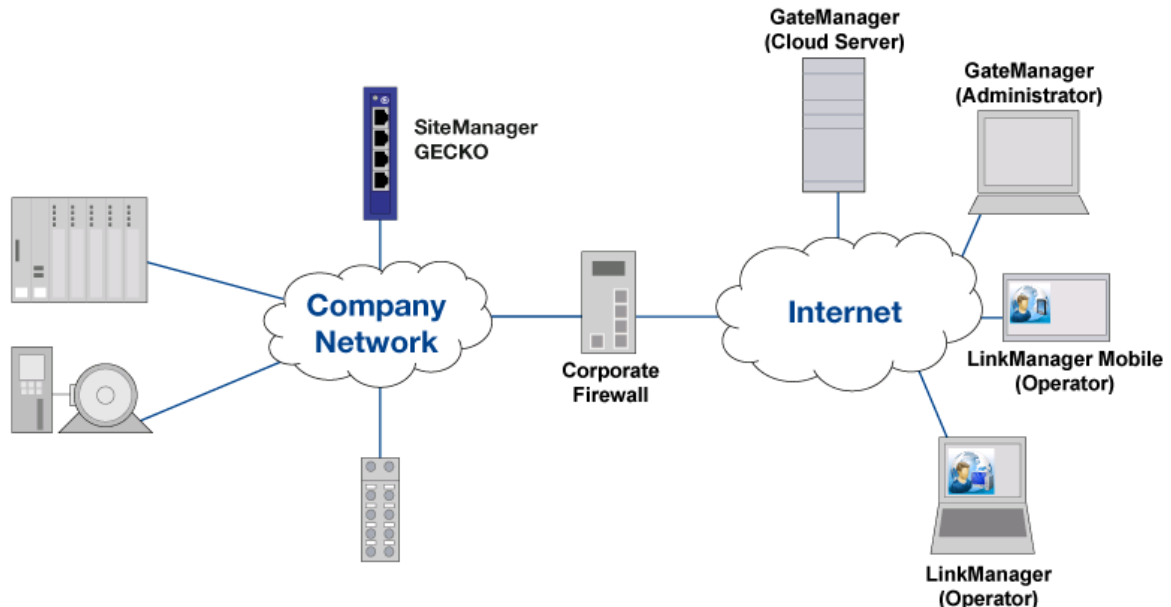 GateManager
(Cloud Server)
GateManager
(Administrator)
SiteManager
GECKO
Company
Network
Internet
Corporate
Firewall
LinkManager Mobile
(Operator)
LinkManager
(Operator)